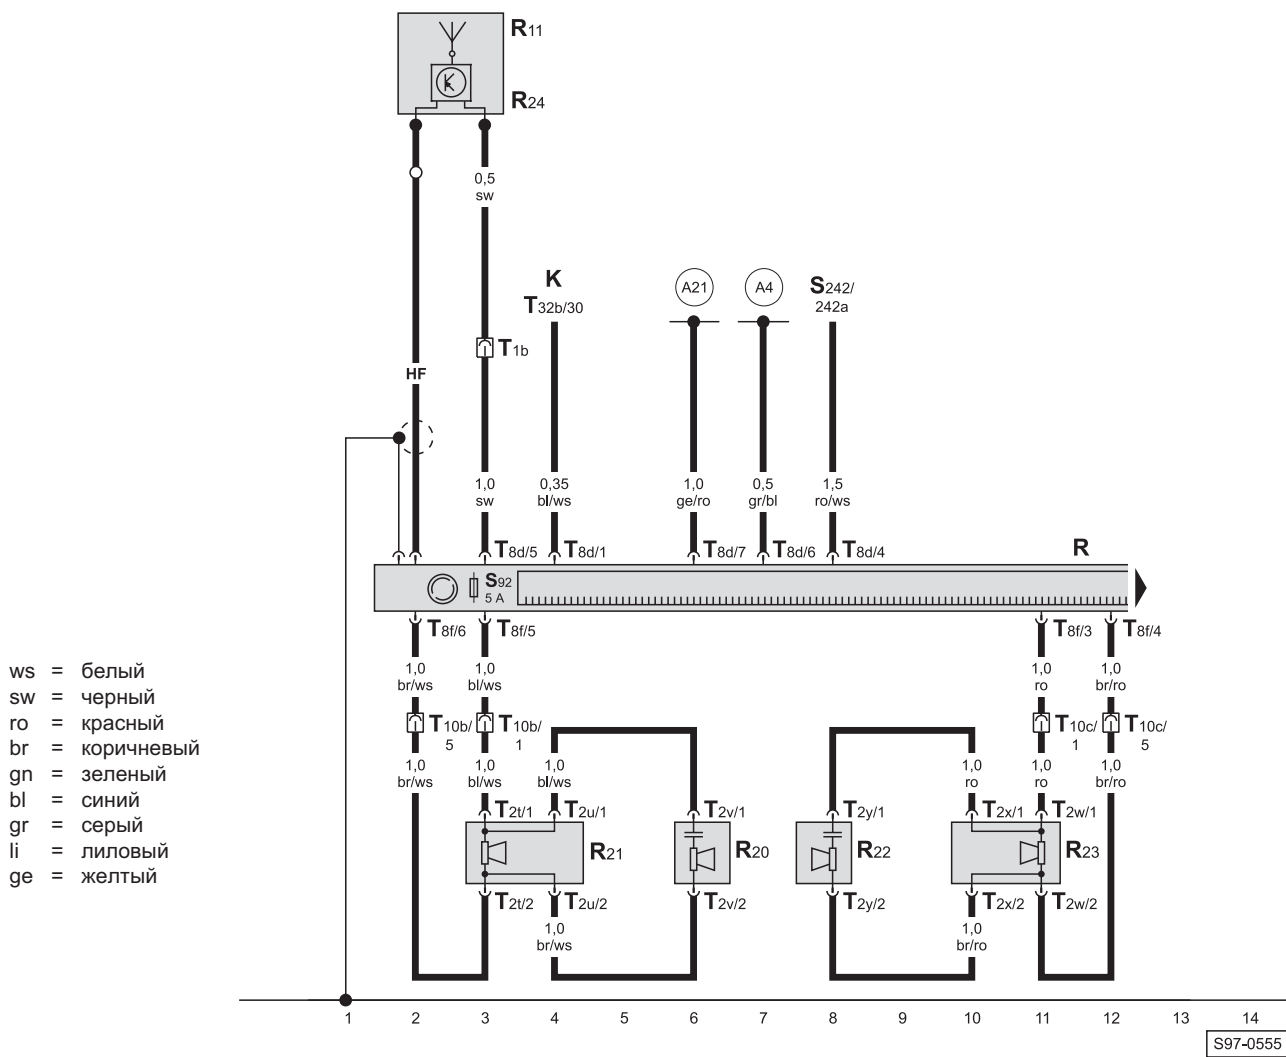 R11
R24
0,5
sw
K
T32b/30
A21
A4
S242/
242a
T1b
HF
1,0
sw
0,35
bl/ws
1,0
ge/ro
0,5
gr/bl
1,5
ro/ws
T8d/5
T8d/1
T8d/7
T8d/6
T8d/4
R
S92
5 A
T8f/6
T8f/5
T8f/3
T8f/4
1,0
br/ws
1,0
bl/ws
1,0
ro
1,0
br/ro
T10b/
5
T10b/
1
T10c/
1
T10c/
5
1,0
br/ws
1,0
bl/ws
1,0
bl/ws
1,0
ro
1,0
ro
1,0
br/ro
T2t/1
T2u/1
T2v/1
T2y/1
T2x/1
T2w/1
R21
R20
R22
R23
T2t/2
T2u/2
T2v/2
T2y/2
T2x/2
T2w/2
1,0
br/ws
1,0
br/ro
ws = белый
sw = черный
ro = красный
br = коричневый
gn = зеленый
bl = синий
gr = серый
li = лиловый
ge = желтый
1 2 3 4 5 6 7 8 9 10 11 12 13 14
S97-0555